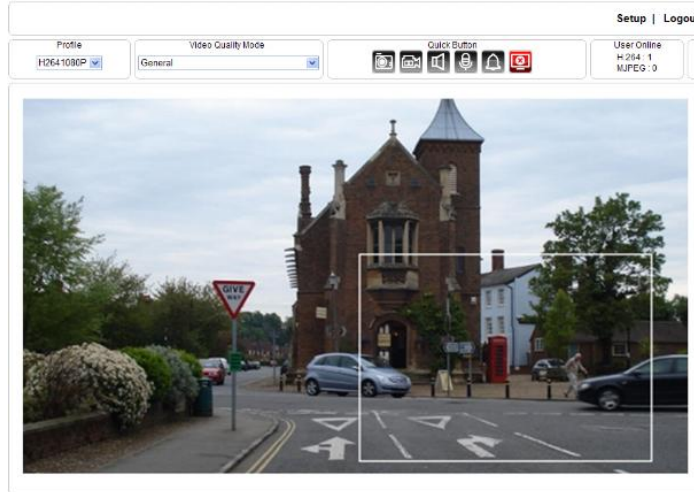 Setup | Logou
Profile
H2641080P
Video Quality Mode
General
Quick Button
User Online
H.264 : 1
MJPEG : 0
GIVE
WAY